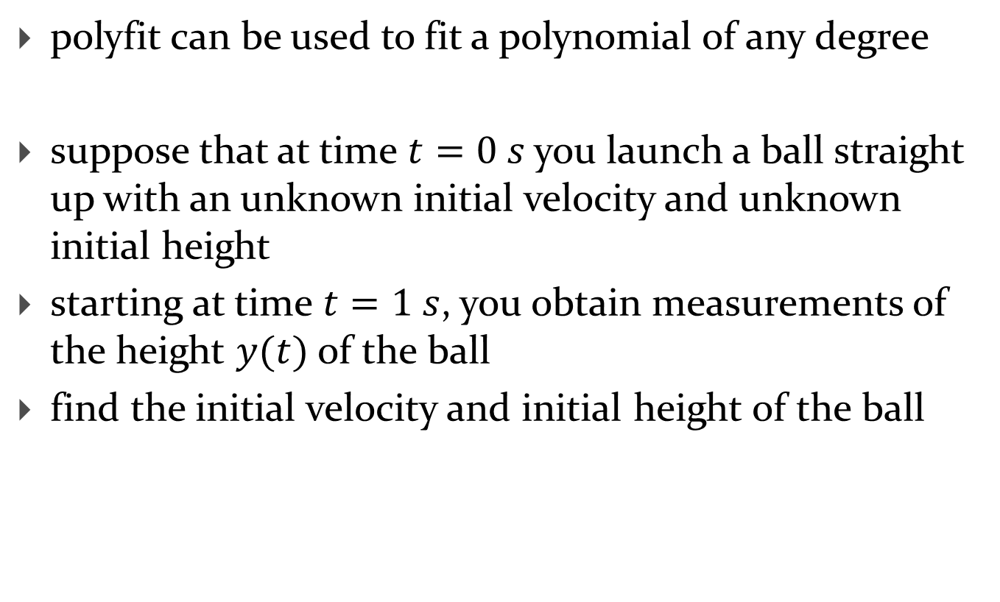 polyfit can be used to fit a polynomial of any degree
suppose that at time t = 0 s you launch a ball straight
up with an unknown initial velocity and unknown
initial height
starting at time t = 1 s, you obtain measurements of
the height y(t) of the ball
find the initial velocity and initial height of the ball